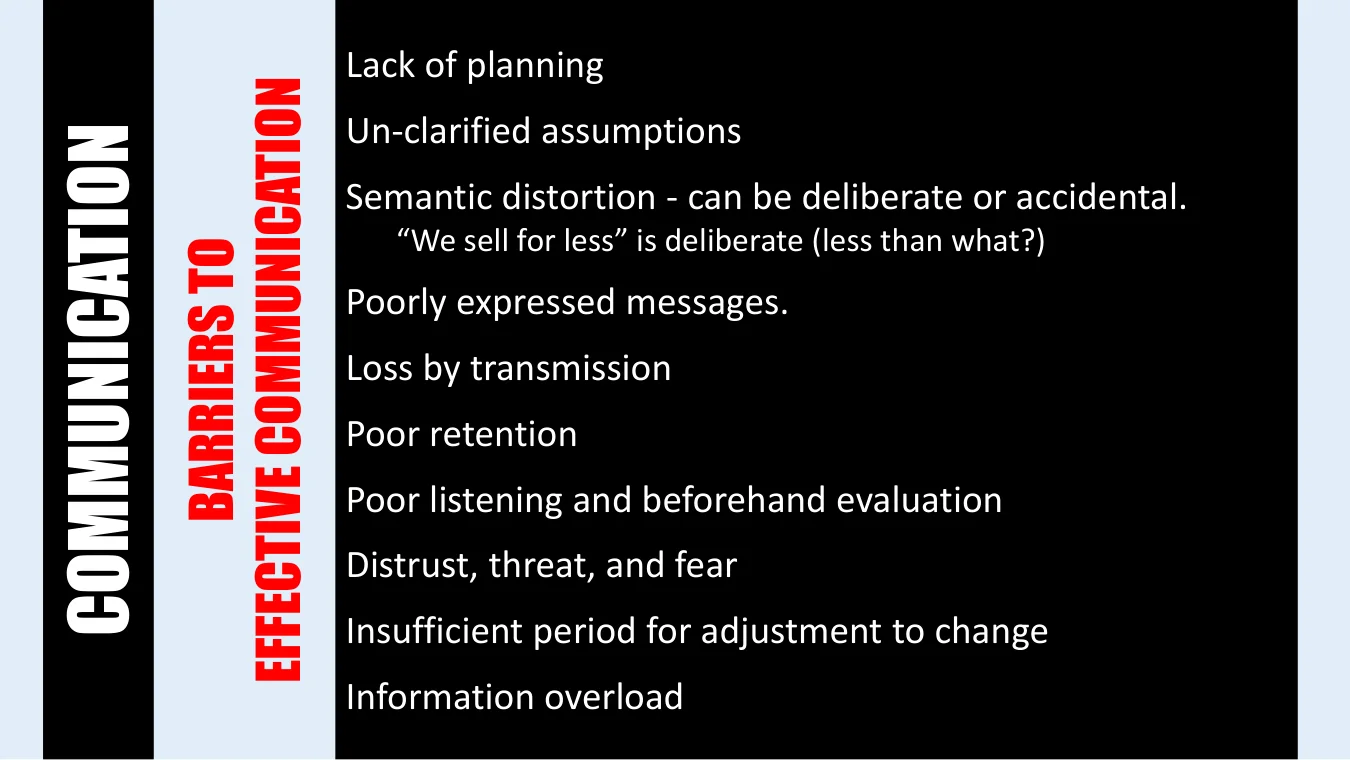 COMMUNICATION
BARRIERS TO
EFFECTIVE COMMUNICATION
Lack of planning
Un-clarified assumptions
Semantic distortion - can be deliberate or accidental.
“We sell for less” is deliberate (less than what?)
Poorly expressed messages.
Loss by transmission
Poor retention
Poor listening and beforehand evaluation
Distrust, threat, and fear
Insufficient period for adjustment to change
Information overload